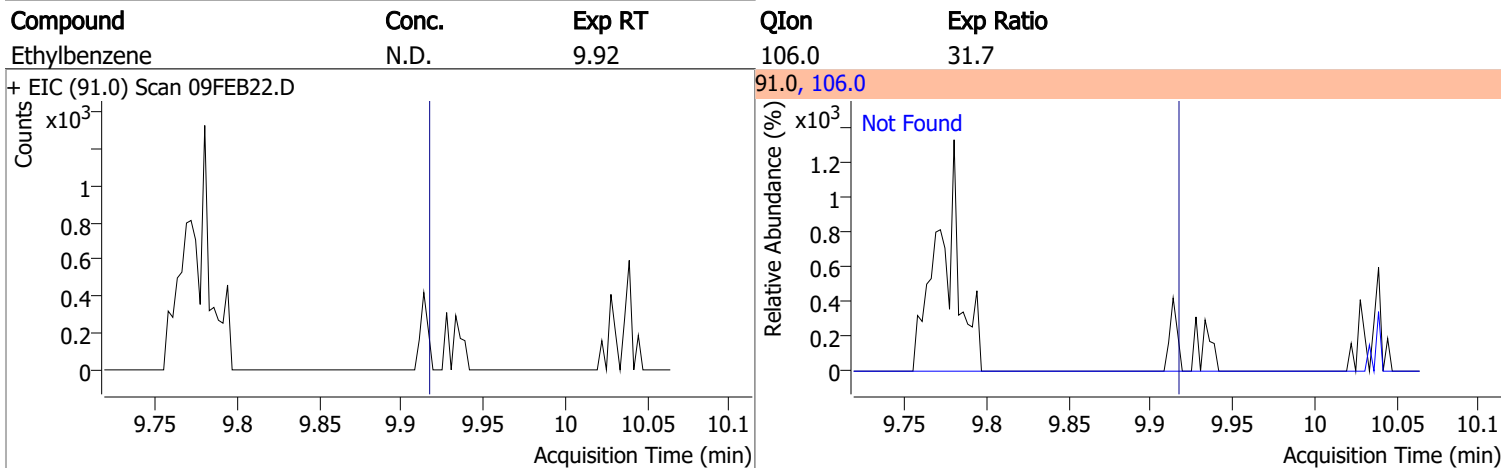 Compound Conc. Exp RT QIon Exp Ratio
Ethylbenzene N.D. 9.92 106.0 31.7
+ EIC (91.0) Scan 09FEB22.D
Counts
x10³
1
0.8
0.6
0.4
0.2
0
9.75 9.8 9.85 9.9 9.95 10 10.05 10.1
Acquisition Time (min)
91.0, 106.0
Relative Abundance (%)
x10³
Not Found
1.2
1
0.8
0.6
0.4
0.2
0
9.75 9.8 9.85 9.9 9.95 10 10.05 10.1
Acquisition Time (min)